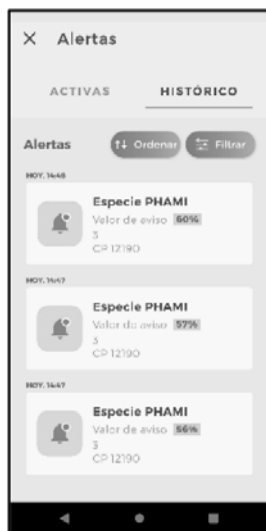 Alertas
ACTIVAS HISTÓRICO
Alertas Ordenar Filtrar
HOY, 14:48
Especie PHAMI
Valor de aviso 60%
3
CP 12190
HOY, 14:47
Especie PHAMI
Valor de aviso 57%
3
CP 12190
HOY, 14:47
Especie PHAMI
Valor de aviso 56%
3
CP 12190